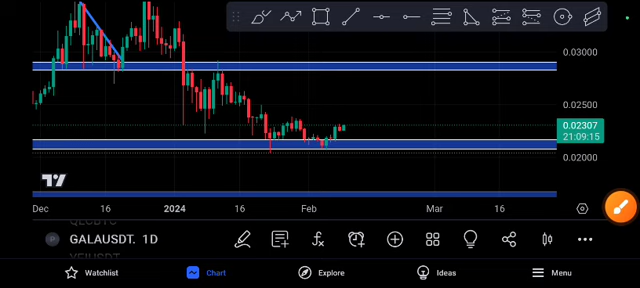 0.03000
0.02500
0.02307
21:09:15
0.02000
Dec 16 2024 16 Feb Mar 16
P GALAUSDT. 1D
Watchlist Chart Explore Ideas Menu